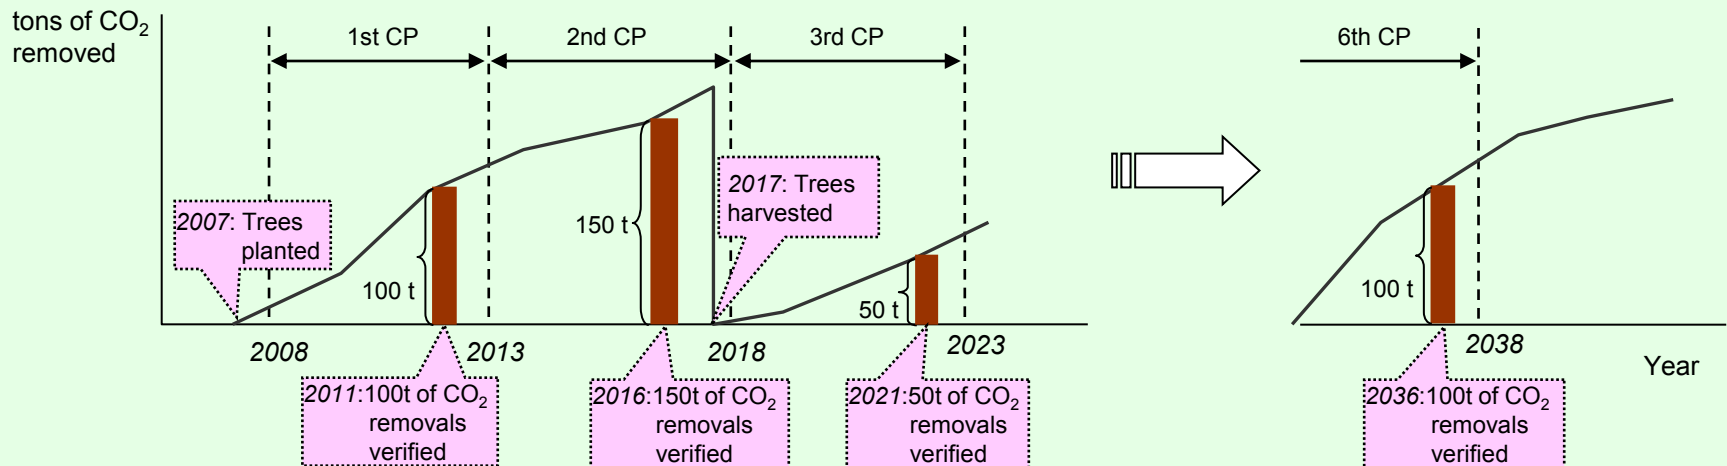 tons of CO2
removed
1st CP
2nd CP
3rd CP
6th CP
2007: Trees
planted
100 t
150 t
2017: Trees
harvested
50 t
100 t
2008
2013
2018
2023
2038
Year
2011:100t of CO2
removals
verified
2016:150t of CO2
removals
verified
2021:50t of CO2
removals
verified
2036:100t of CO2
removals
verified